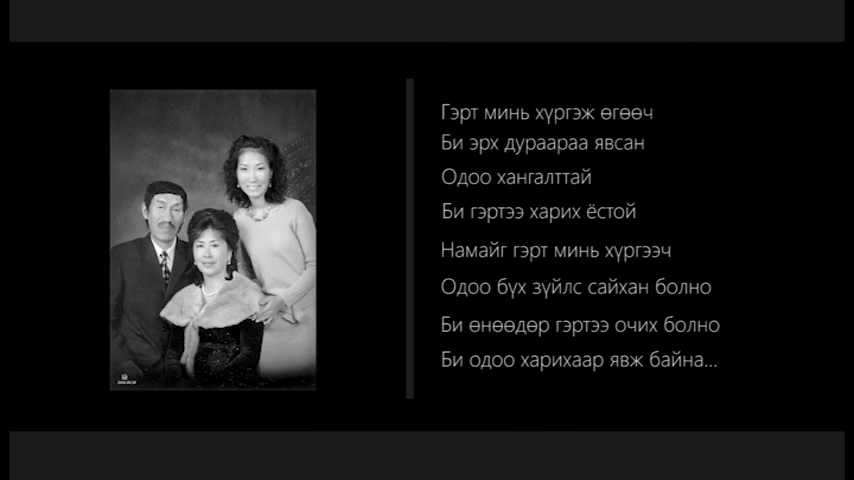 Гэрт минь хүргэж өгөөч
Би эрх дураараа явсан
Одоо хангалттай
Би гэртээ харих ёстой
Намайг гэрт минь хүргээч
Одоо бүх зүйлс сайхан болно
Би өнөөдөр гэртээ очих болно
Би одоо харихаар явж байна...